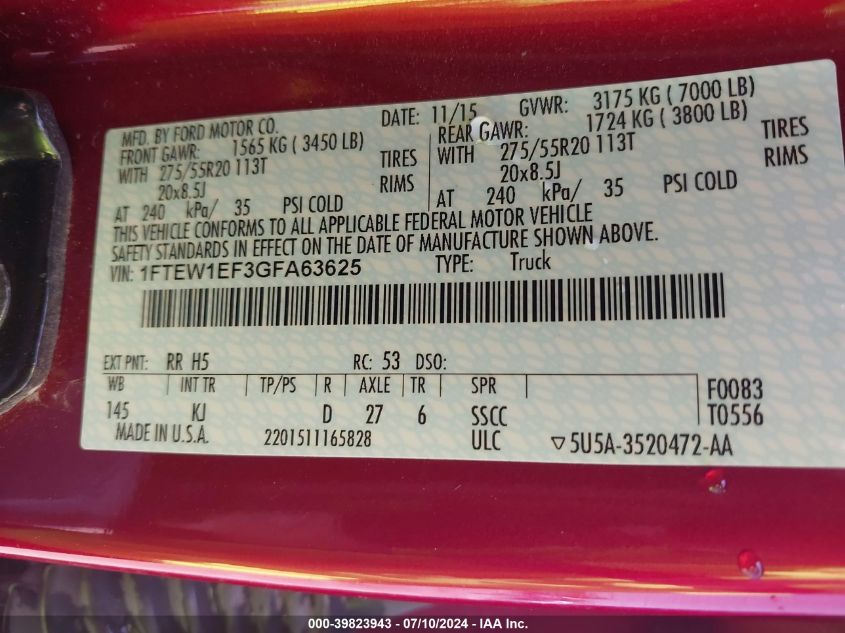 MFD. BY FORD MOTOR CO. DATE: 11/15 GVWR: 3175 KG ( 7000 LB)
FRONT GAWR: 1565 KG ( 3450 LB) REAR GAWR: 1724 KG ( 3800 LB)
WITH 275/55R20 113T TIRES WITH 275/55R20 113T TIRES
20x8.5J RIMS 20x8.5J RIMS
AT 240 kPa/ 35 PSI COLD AT 240 kPa/ 35 PSI COLD
THIS VEHICLE CONFORMS TO ALL APPLICABLE FEDERAL MOTOR VEHICLE
SAFETY STANDARDS IN EFFECT ON THE DATE OF MANUFACTURE SHOWN ABOVE.
VIN: 1FTEW1EF3GFA63625 TYPE: Truck
EXT PNT: RR H5 RC: 53 DSO:
WB INT TR TP/PS R AXLE TR SPR F0083
145 KJ D 27 6 SSCC T0556
MADE IN U.S.A. 2201511165828 ULC ▽5U5A-3520472-AA
000-39823943 - 07/10/2024 - IAA Inc.